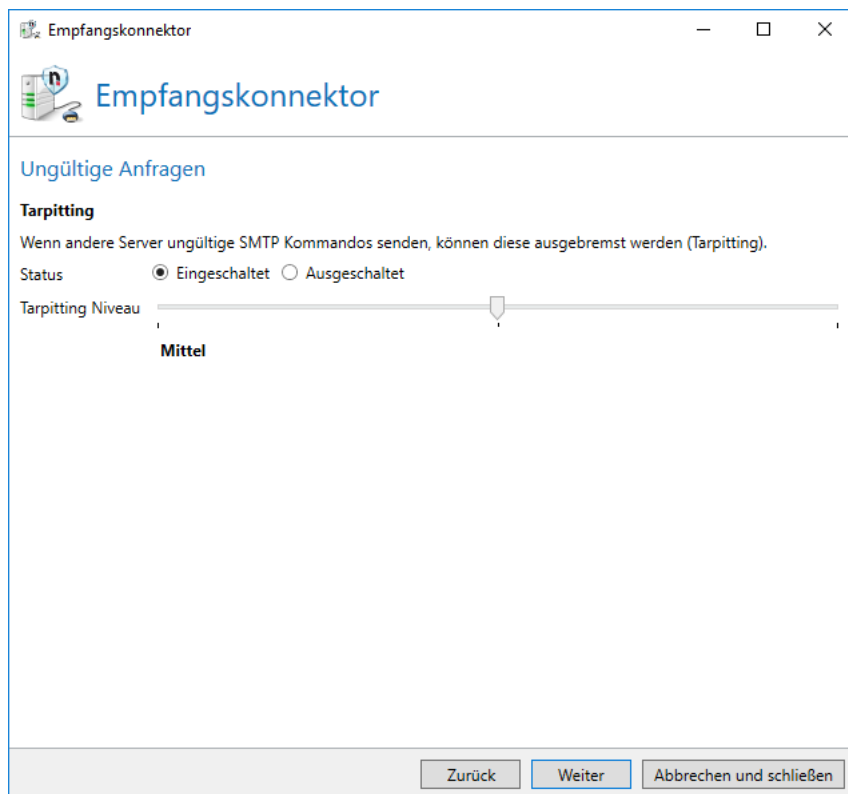 Empfangskonnektor
Empfangskonnektor
Ungültige Anfragen
Tarpitting
Wenn andere Server ungültige SMTP Kommandos senden, können diese ausgebremst werden (Tarpitting).
Status Eingeschaltet Ausgeschaltet
Tarpitting Niveau
Mittel
Zurück Weiter Abbrechen und schließen